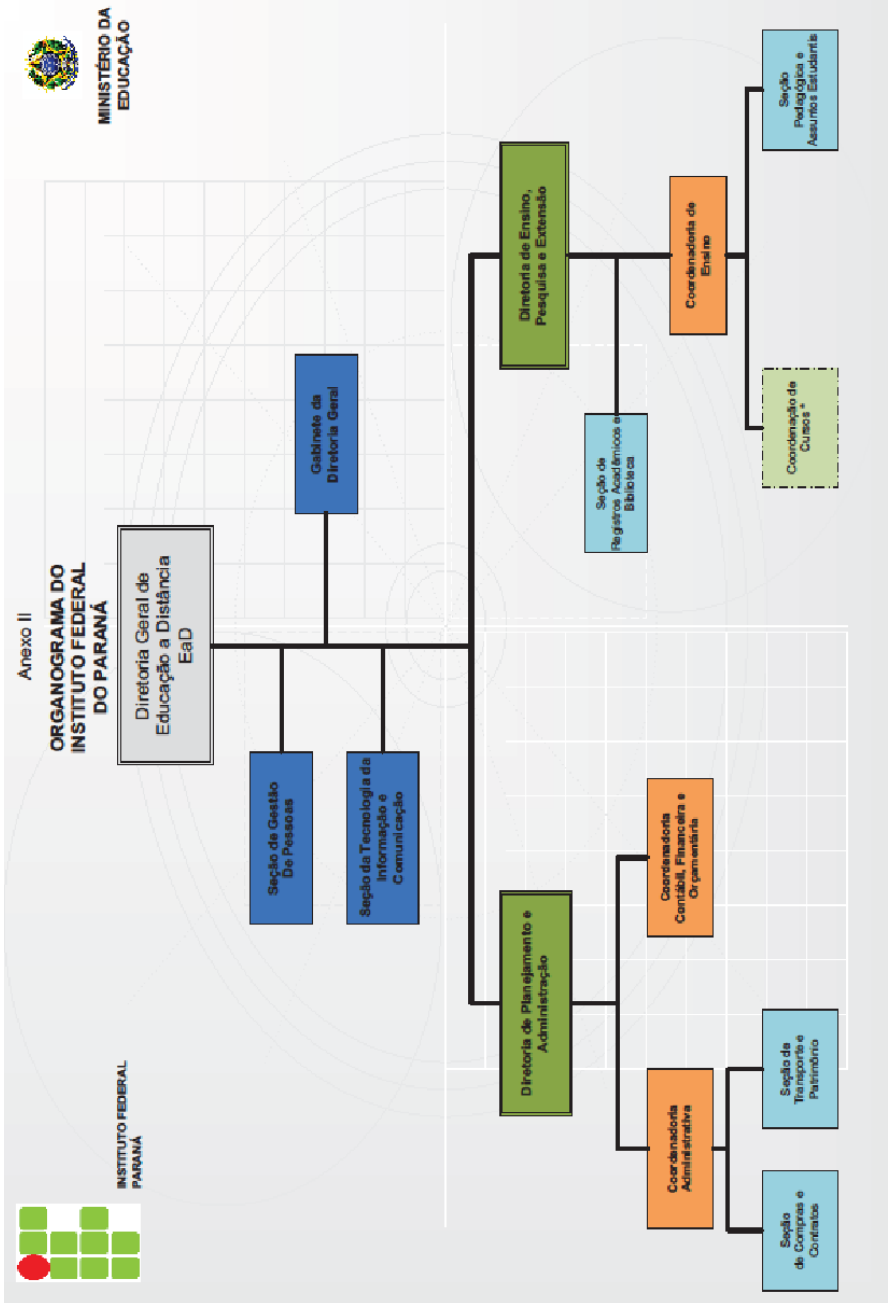 Anexo II
ORGANOGRAMA DO
INSTITUTO FEDERAL
DO PARANÁ
INSTITUTO FEDERAL
PARANÁ
MINISTÉRIO DA
EDUCAÇÃO
Diretoria Geral de
Educação a Distância
EaD
Seção de Gestão
De Pessoas
Gabinete da
Diretoria Geral
Seção da Tecnologia da
Informação e
Comunicação
Diretoria de Planejamento e
Administração
Diretoria de Ensino,
Pesquisa e Extensão
Seção de
Registros Acadêmicos e
Biblioteca
Coordenadoria
Administrativa
Coordenadoria
Contábil, Financeira e
Orçamentária
Coordenadoria de
Ensino
Seção
de Compras e
Contratos
Seção de
Transporte e
Patrimônio
Coordenação de
Cursos *
Seção
Pedagógica e
Assuntos Estudantis